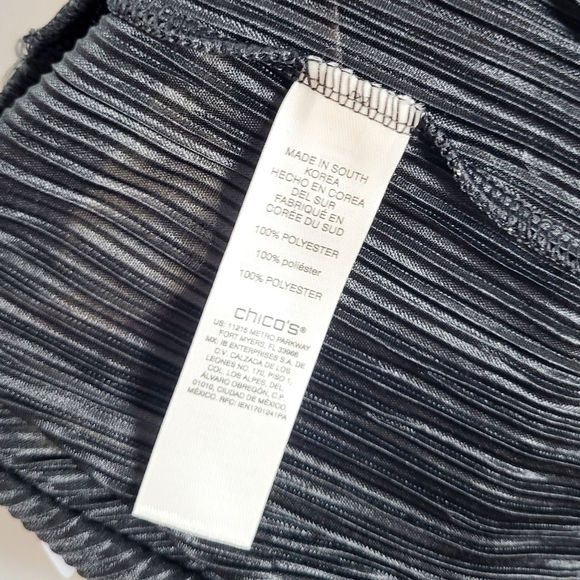 MADE IN SOUTH
KOREA
HECHO EN COREA
DEL SUR
FABRIQUÉ EN
CORÉE DU SUD
100% POLYESTER
100% poliéster
100% POLYESTER
chico's®
US: 11215 METRO PARKWAY
FORT MYERS, FL 33966
MX: IB ENTERPRISES S.A. DE
C.V. CALZADA DE LOS
LEONES NO. 170, PISO 1,
COL. LOS ALPES, DEL.
ÁLVARO OBREGÓN, C.P.
01010, CIUDAD DE MÉXICO,
MÉXICO, RFC: IEN1701241PA